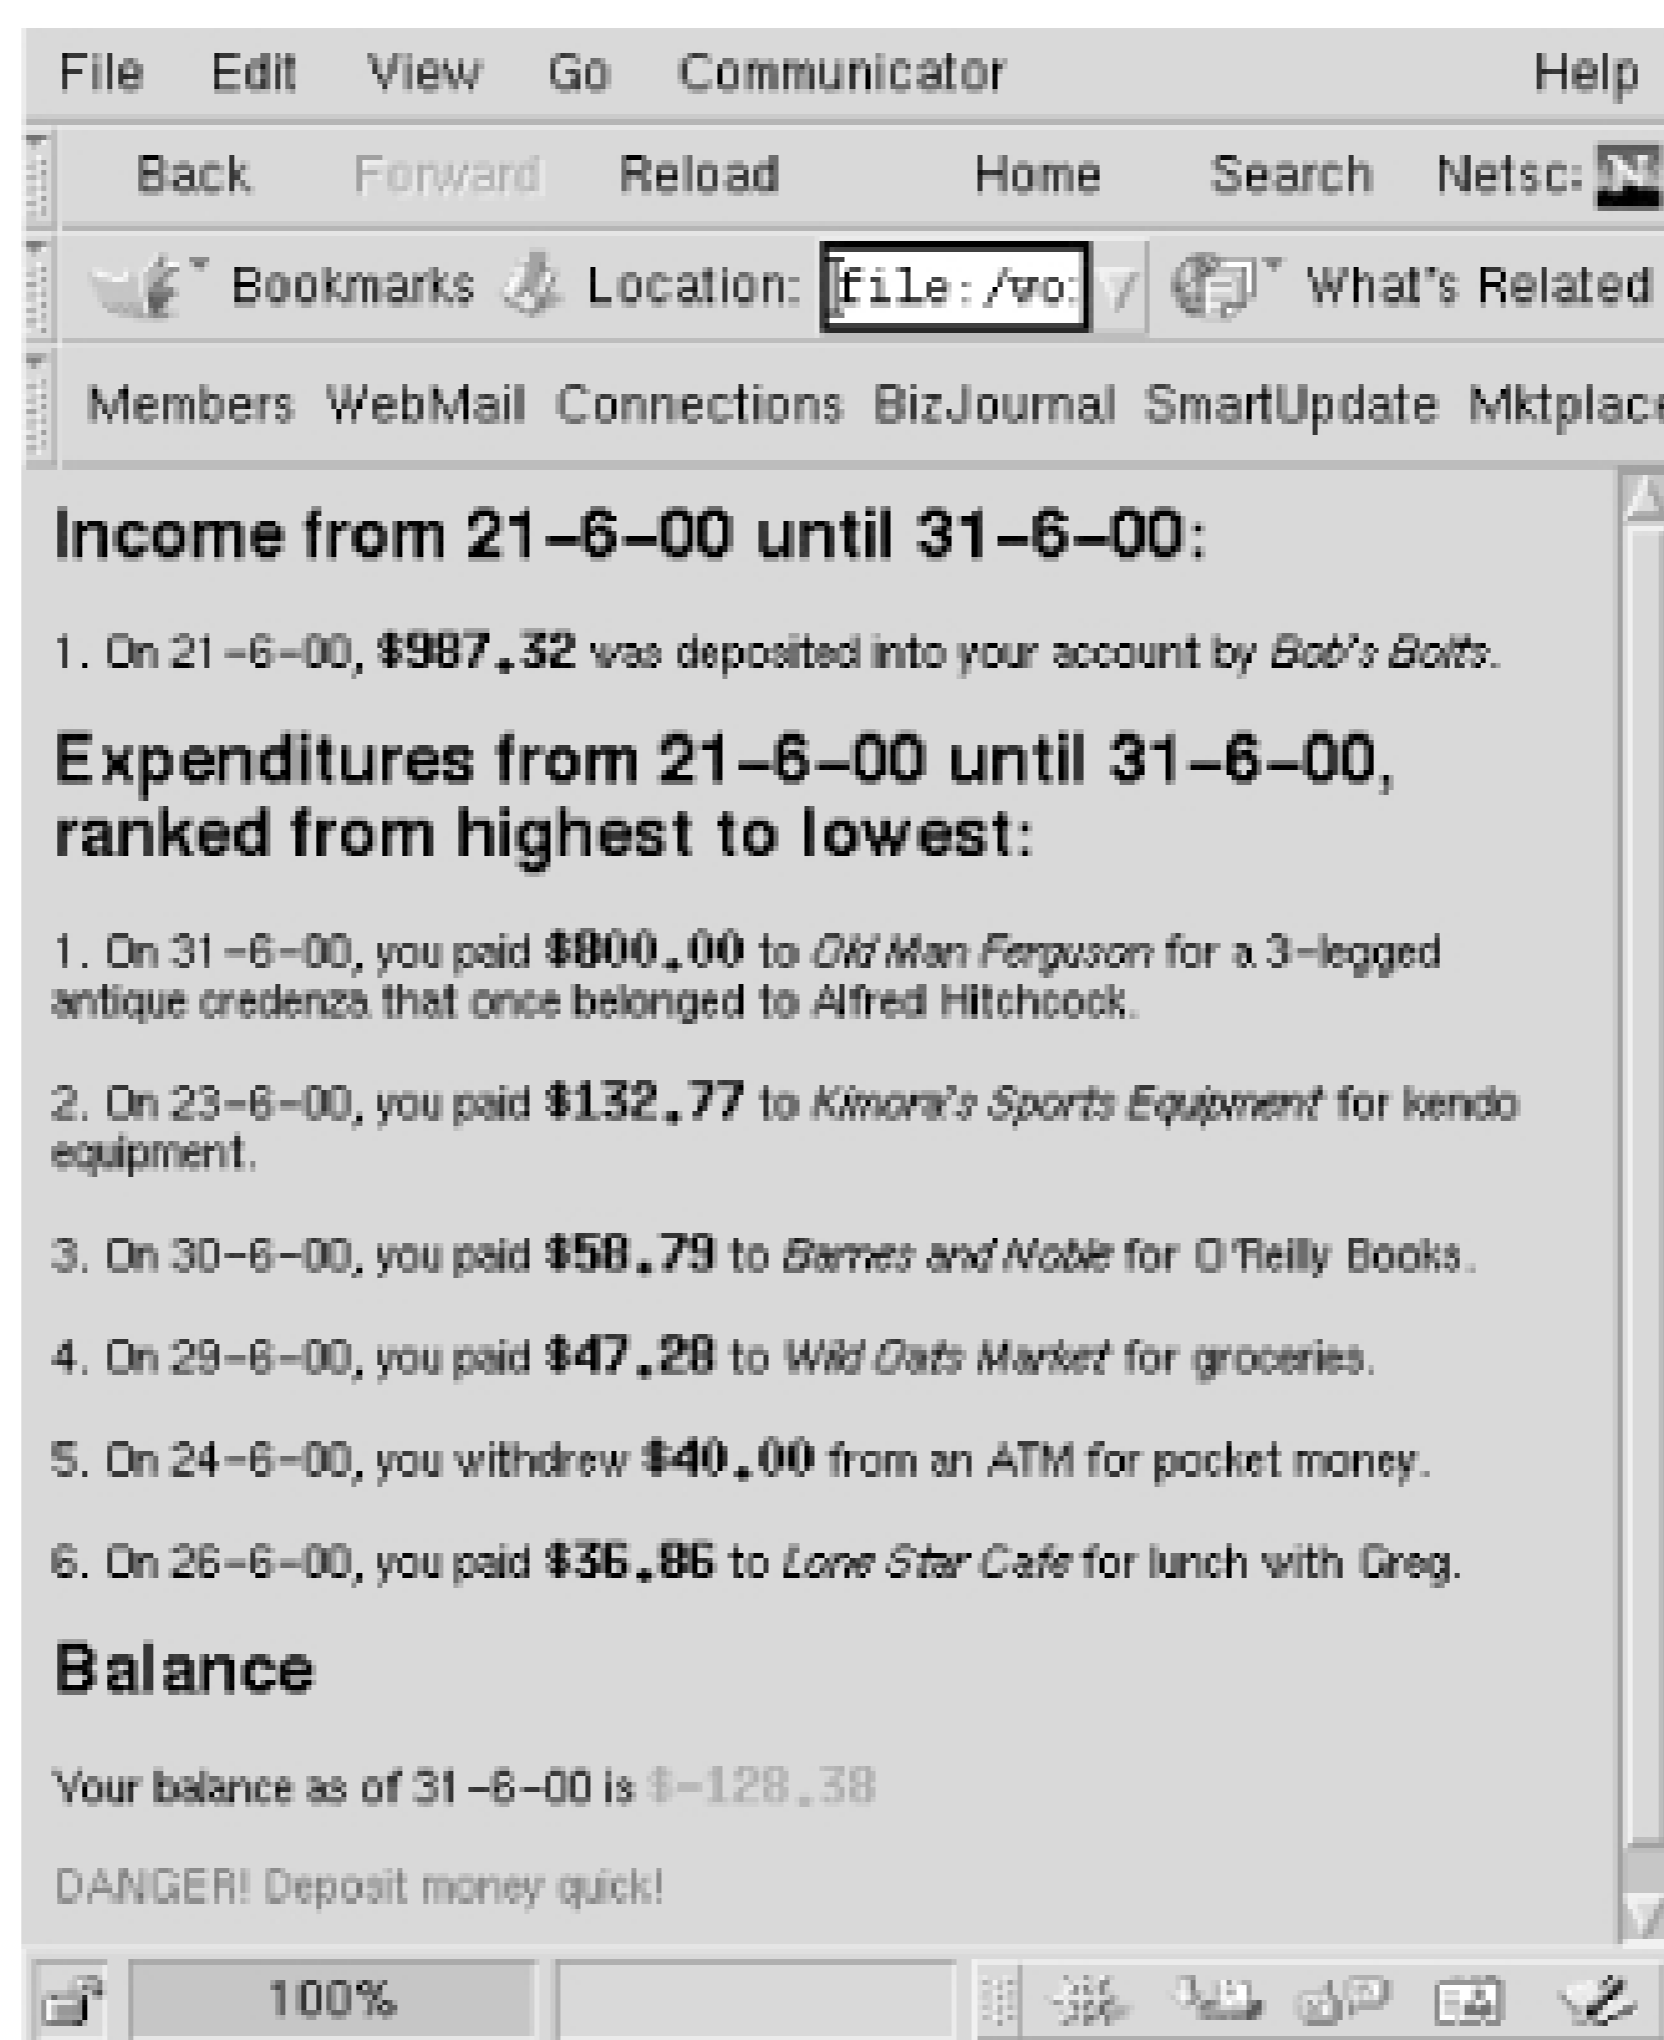 File Edit View Go Communicator Help
Back Forward Reload Home Search Netsc
Bookmarks Location: file:/wo What's Related
Members WebMail Connections BizJournal SmartUpdate Mktplace
Income from 21-6-00 until 31-6-00:
1. On 21-6-00, $987.32 was deposited into your account by Bob's Bolts.
Expenditures from 21-6-00 until 31-6-00,
ranked from highest to lowest:
1. On 31-6-00, you paid $800.00 to Old Man Ferguson for a 3-legged
antique credenza that once belonged to Alfred Hitchcock.
2. On 23-6-00, you paid $132.77 to Kimora's Sports Equipment for kendo
equipment.
3. On 30-6-00, you paid $58.79 to Barnes and Noble for O'Reilly Books.
4. On 29-6-00, you paid $47.28 to Wild Oats Market for groceries.
5. On 24-6-00, you withdrew $40.00 from an ATM for pocket money.
6. On 26-6-00, you paid $36.86 to Lone Star Cafe for lunch with Greg.
Balance
Your balance as of 31-6-00 is $-128.38
DANGER! Deposit money quick!
100%